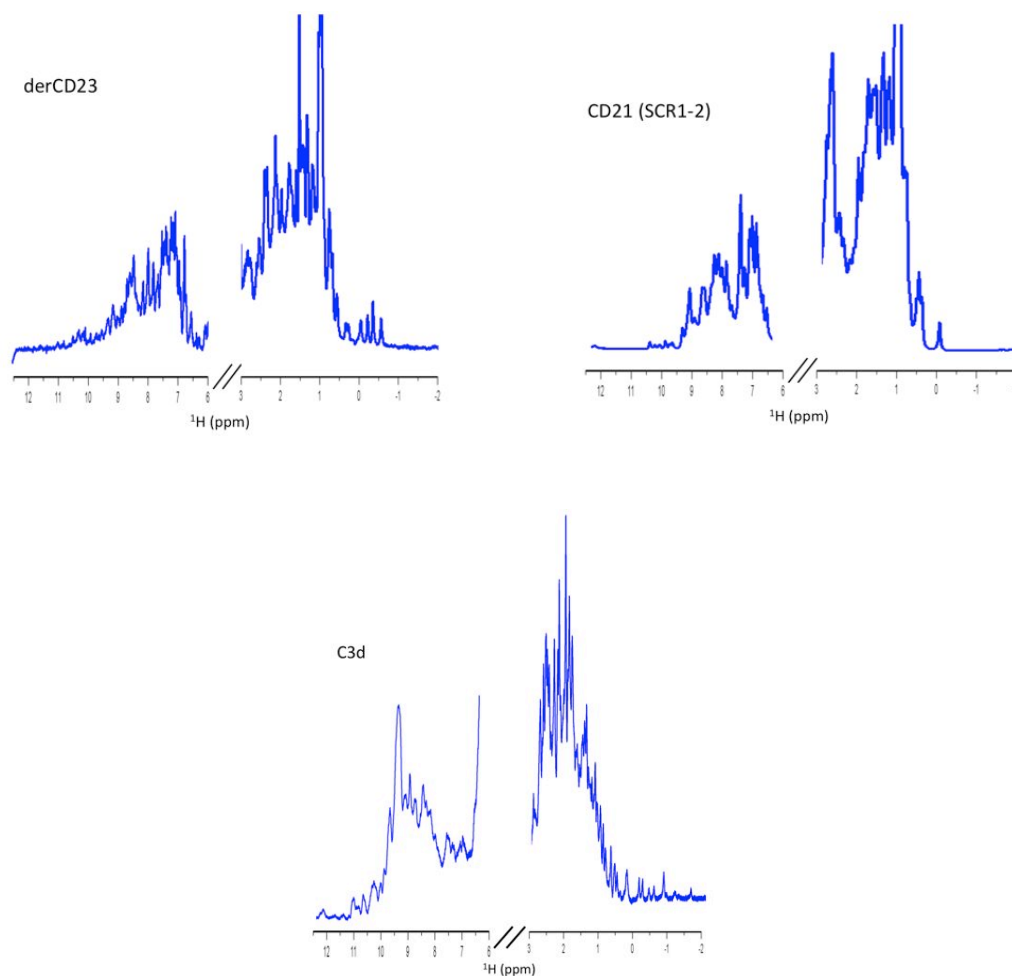 derCD23
CD21 (SCR1-2)
12 11 10 9 8 7 6 3 2 1 0 -1 -2
12 11 10 9 8 7 6 3 2 1 0 -1
¹H (ppm)
¹H (ppm)
C3d
12 11 10 9 8 7 6 3 2 1 0 -1 -2
¹H (ppm)